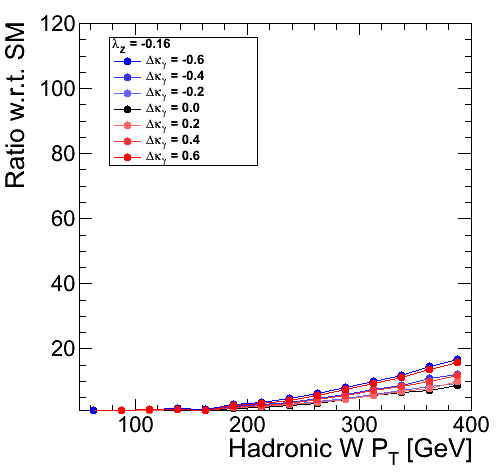 Ratio w.r.t. SM
120
100
80
60
40
20
λZ = -0.16
Δκγ = -0.6
Δκγ = -0.4
Δκγ = -0.2
Δκγ = 0.0
Δκγ = 0.2
Δκγ = 0.4
Δκγ = 0.6
100 200 300 400
Hadronic W PT [GeV]